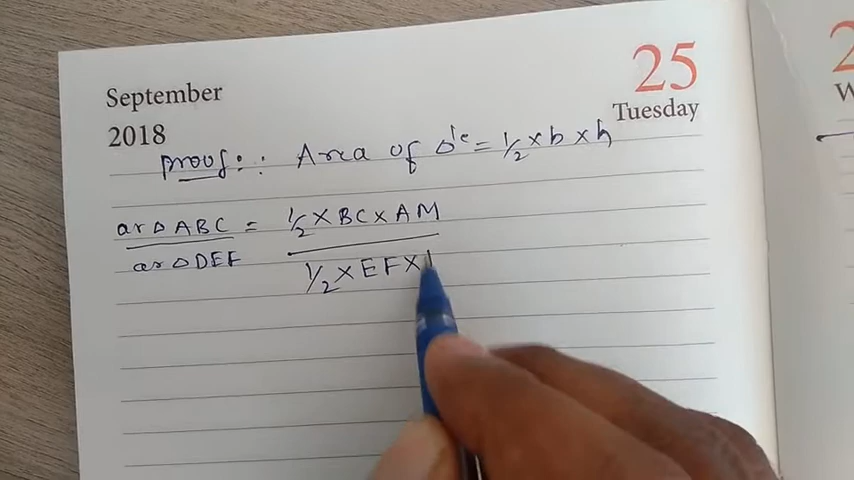 September
2018
25
Tuesday
proof: ∵ Area of Δle = 1/2 × b × h
ar Δ ABC = 1/2 × BC × AM
ar Δ DEF 1/2 × EF ×
2
W